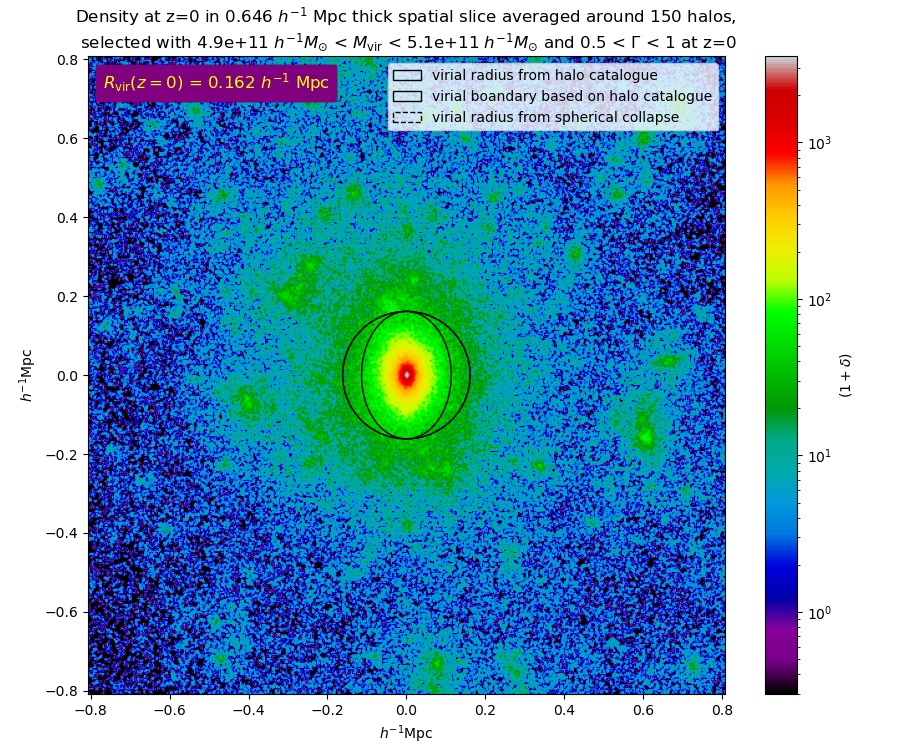 Density at z=0 in 0.646 h⁻¹ Mpc thick spatial slice averaged around 150 halos,
selected with 4.9e+11 h⁻¹M⊙ < Mvir < 5.1e+11 h⁻¹M⊙ and 0.5 < Γ < 1 at z=0
Rvir(z = 0) = 0.162 h⁻¹ Mpc
virial radius from halo catalogue
virial boundary based on halo catalogue
virial radius from spherical collapse
0.8
0.6
0.4
0.2
0.0
−0.2
−0.4
−0.6
−0.8
h⁻¹Mpc
−0.8 −0.6 −0.4 −0.2 0.0 0.2 0.4 0.6 0.8
h⁻¹Mpc
10³
10²
10¹
10⁰
(1 + δ)